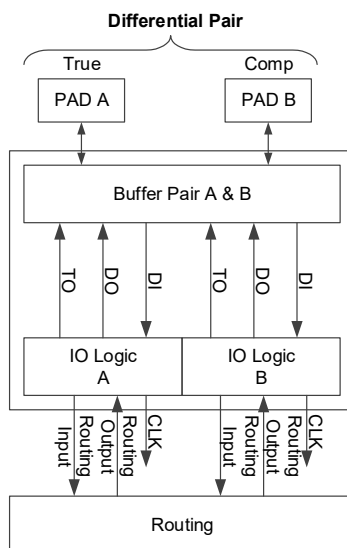 Differential Pair
True
Comp
PAD A
PAD B
Buffer Pair A & B
TO
DO
DI
TO
DO
DI
IO Logic
A
IO Logic
B
Routing
Input
Routing
Output
CLK
Routing
Input
Routing
Output
CLK
Routing